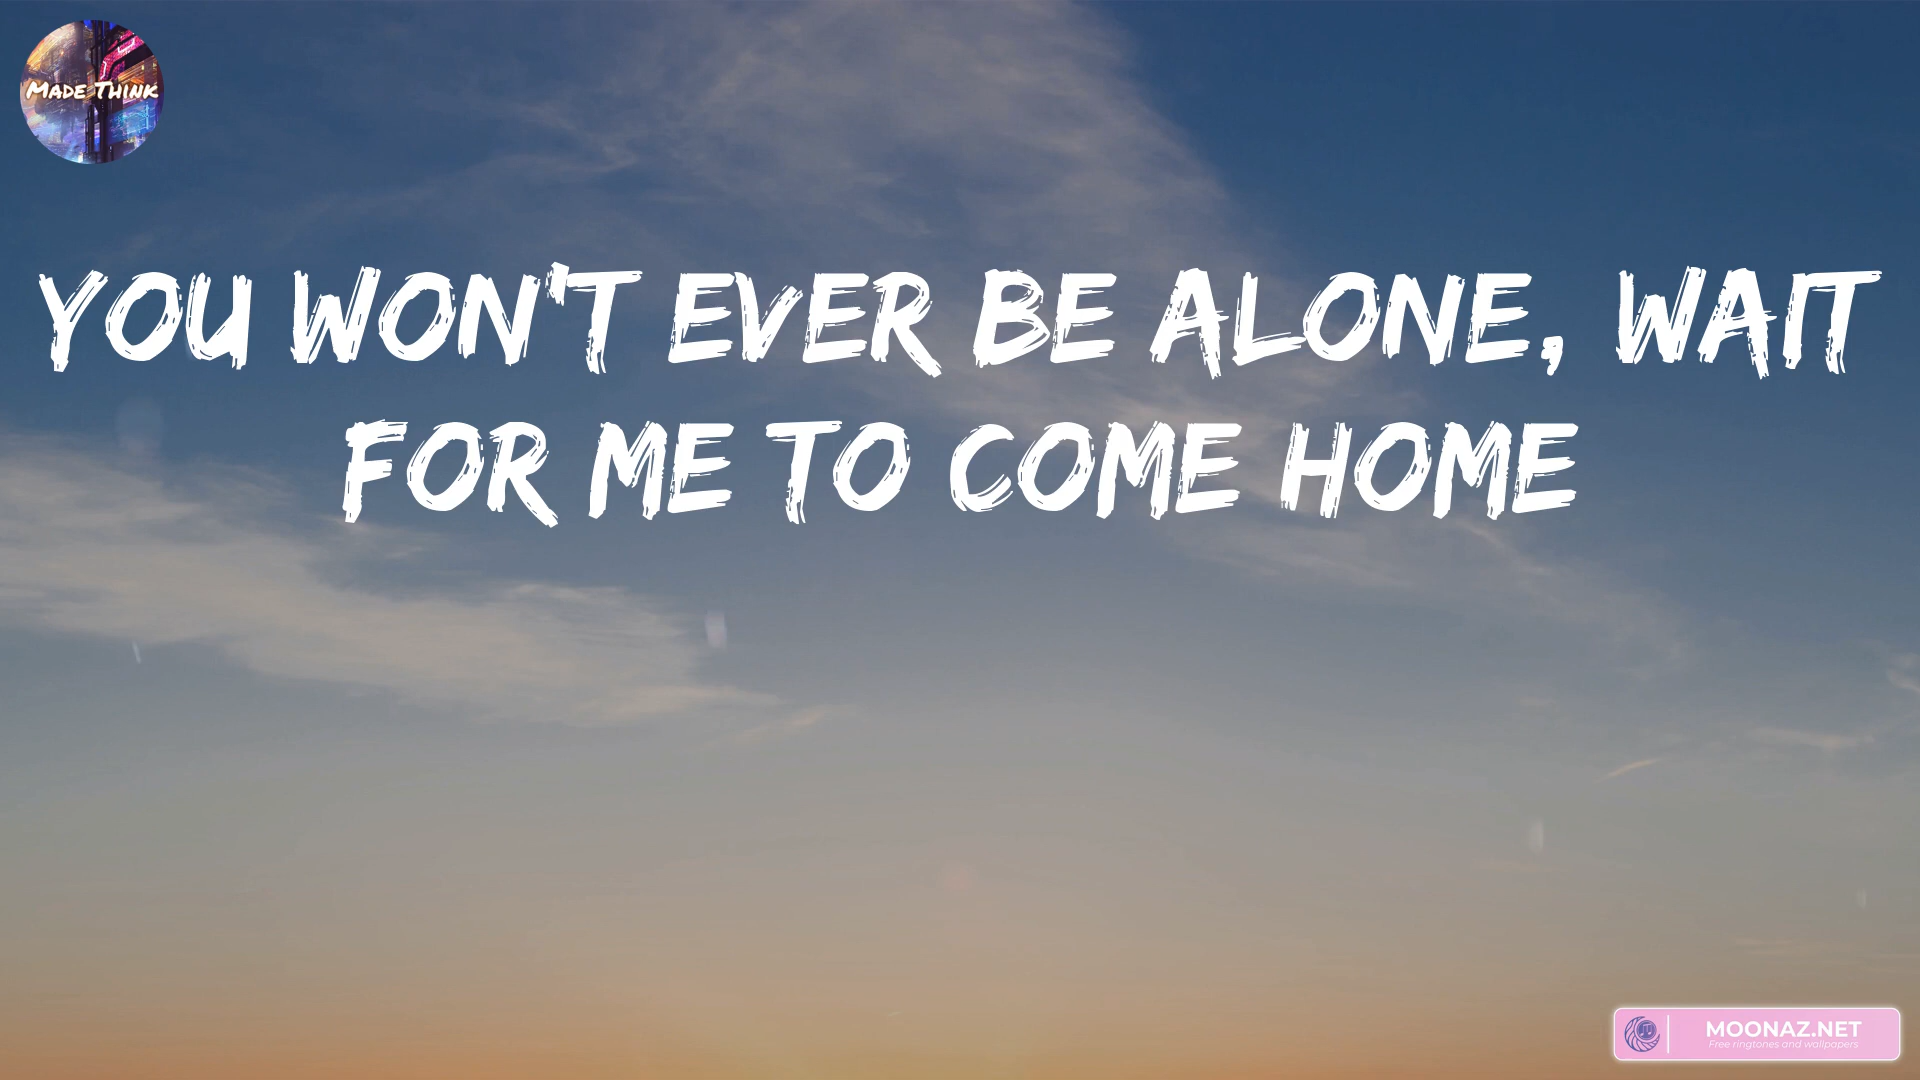 MADE THINK
YOU WON'T EVER BE ALONE, WAIT
FOR ME TO COME HOME
MOONAZ.NET
Free ringtones and wallpapers